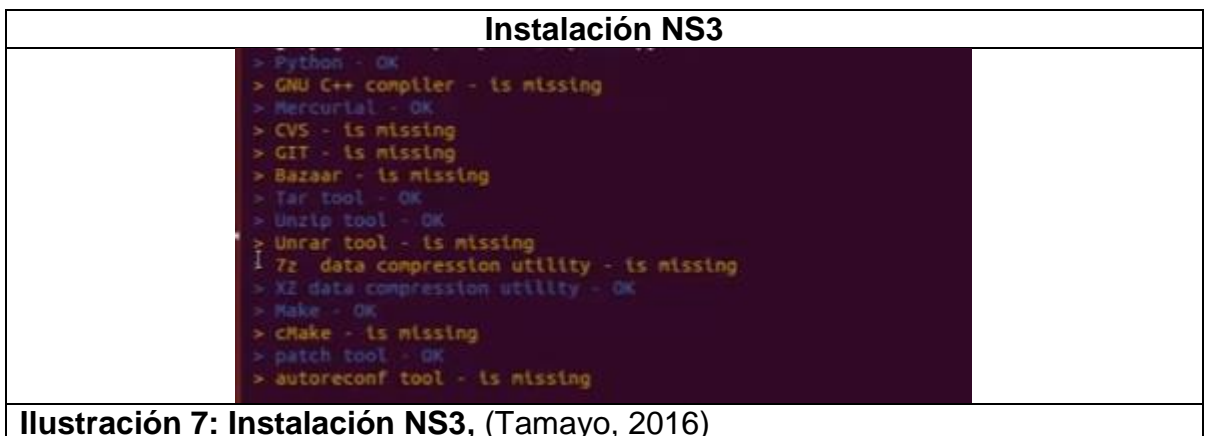 Instalación NS3
> Python - OK
> GNU C++ compiler - is missing
> Mercurial - OK
> CVS - is missing
> GIT - is missing
> Bazaar - is missing
> Tar tool - OK
> Unzip tool - OK
> Unrar tool - is missing
7z data compression utility - is missing
> XZ data compression utility - OK
> Make - OK
> cMake - is missing
> patch tool - OK
> autoreconf tool - is missing
Ilustración 7: Instalación NS3, (Tamayo, 2016)